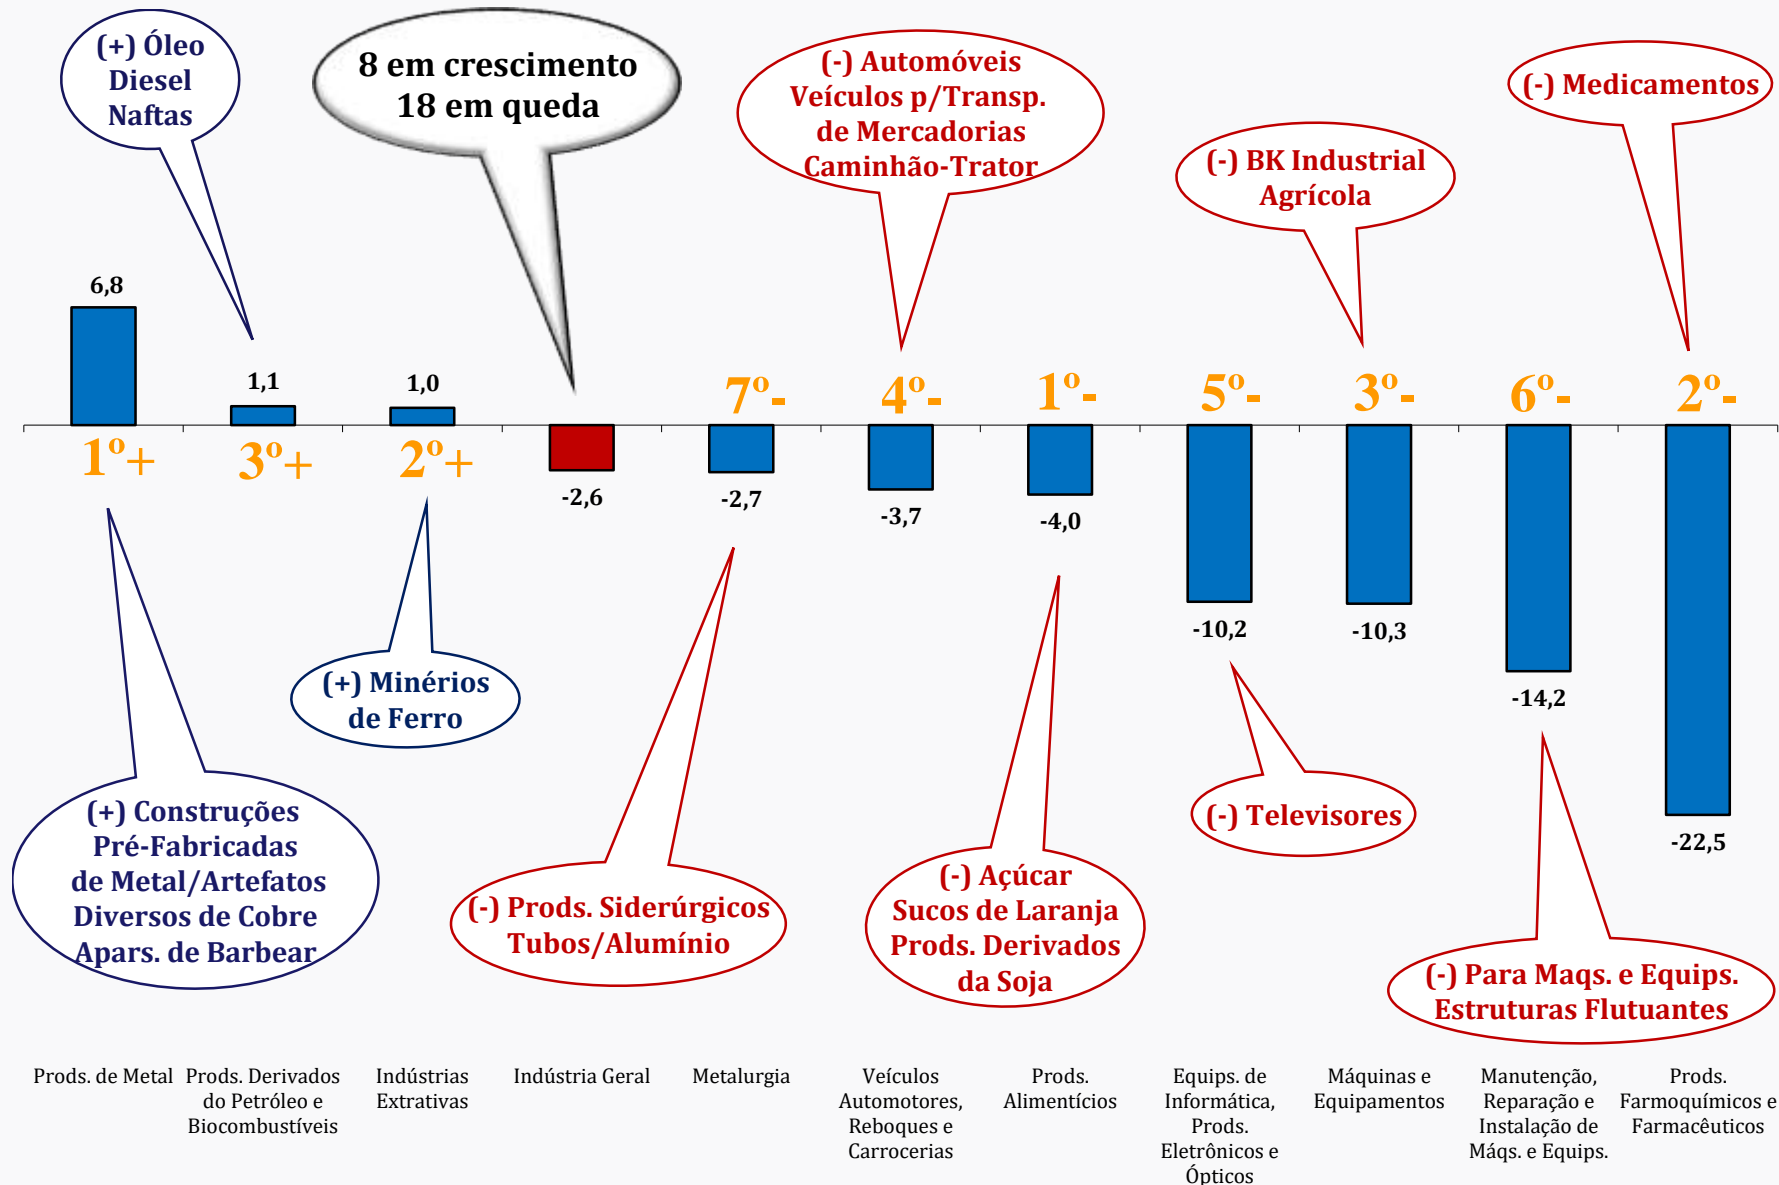 (+) Óleo
Diesel
Naftas
8 em crescimento
18 em queda
(-) Automóveis
Veículos p/Transp.
de Mercadorias
Caminhão-Trator
(-) BK Industrial
Agrícola
(-) Medicamentos
6,8
1,1
1,0
7º-
4º-
1º-
5º-
3º-
6º-
2º-
1º+
3º+
2º+
-2,6
-2,7
-3,7
-4,0
-10,2
-10,3
-14,2
-22,5
(+) Minérios
de Ferro
(+) Construções
Pré-Fabricadas
de Metal/Artefatos
Diversos de Cobre
Apars. de Barbear
(-) Prods. Siderúrgicos
Tubos/Alumínio
(-) Açúcar
Sucos de Laranja
Prods. Derivados
da Soja
(-) Televisores
(-) Para Maqs. e Equips.
Estruturas Flutuantes
Prods. de Metal
Prods. Derivados
do Petróleo e
Biocombustíveis
Indústrias
Extrativas
Indústria Geral
Metalurgia
Veículos
Automotores,
Reboques e
Carrocerias
Prods.
Alimentícios
Equips. de
Informática,
Prods.
Eletrônicos e
Ópticos
Máquinas e
Equipamentos
Manutenção,
Reparação e
Instalação de
Máqs. e Equips.
Prods.
Farmoquímicos e
Farmacêuticos